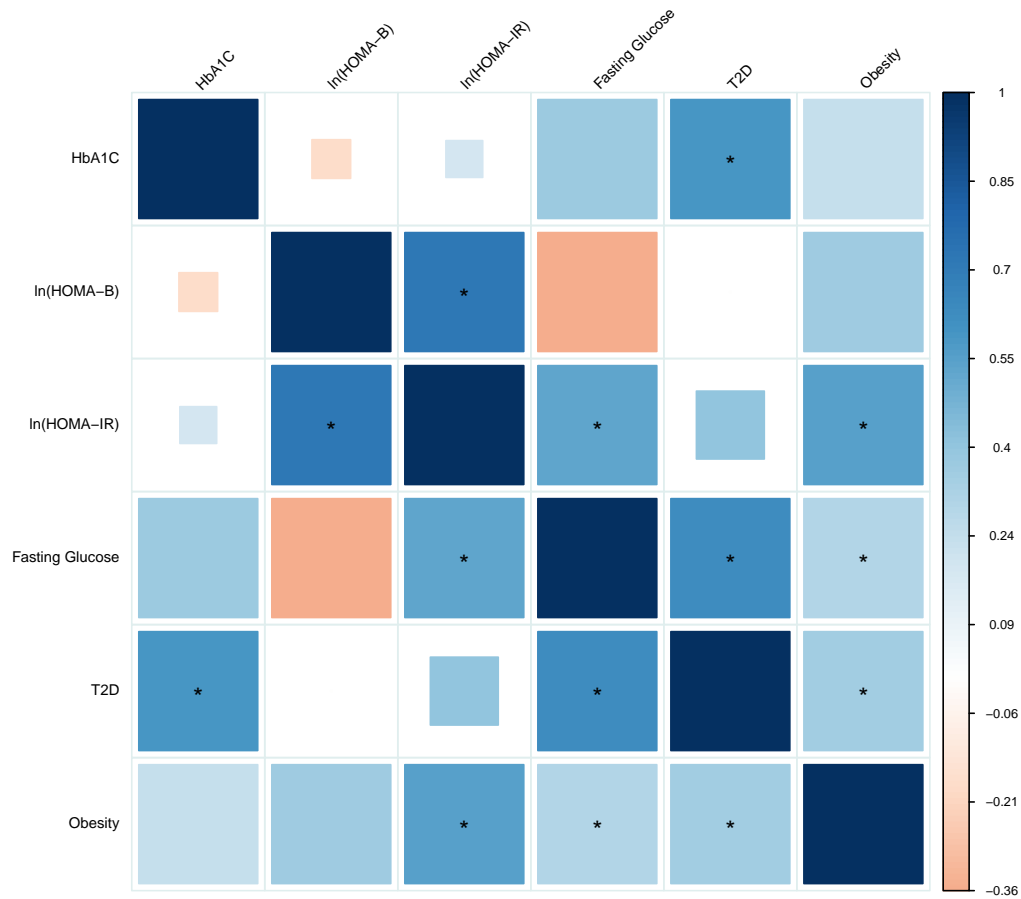 HbA1C
ln(HOMA−B)
ln(HOMA−IR)
Fasting Glucose
T2D
Obesity
HbA1C
*
ln(HOMA−B)
*
ln(HOMA−IR)
* * *
Fasting Glucose
* * *
T2D
* * *
Obesity
* * *
1
0.85
0.7
0.55
0.4
0.24
0.09
−0.06
−0.21
−0.36